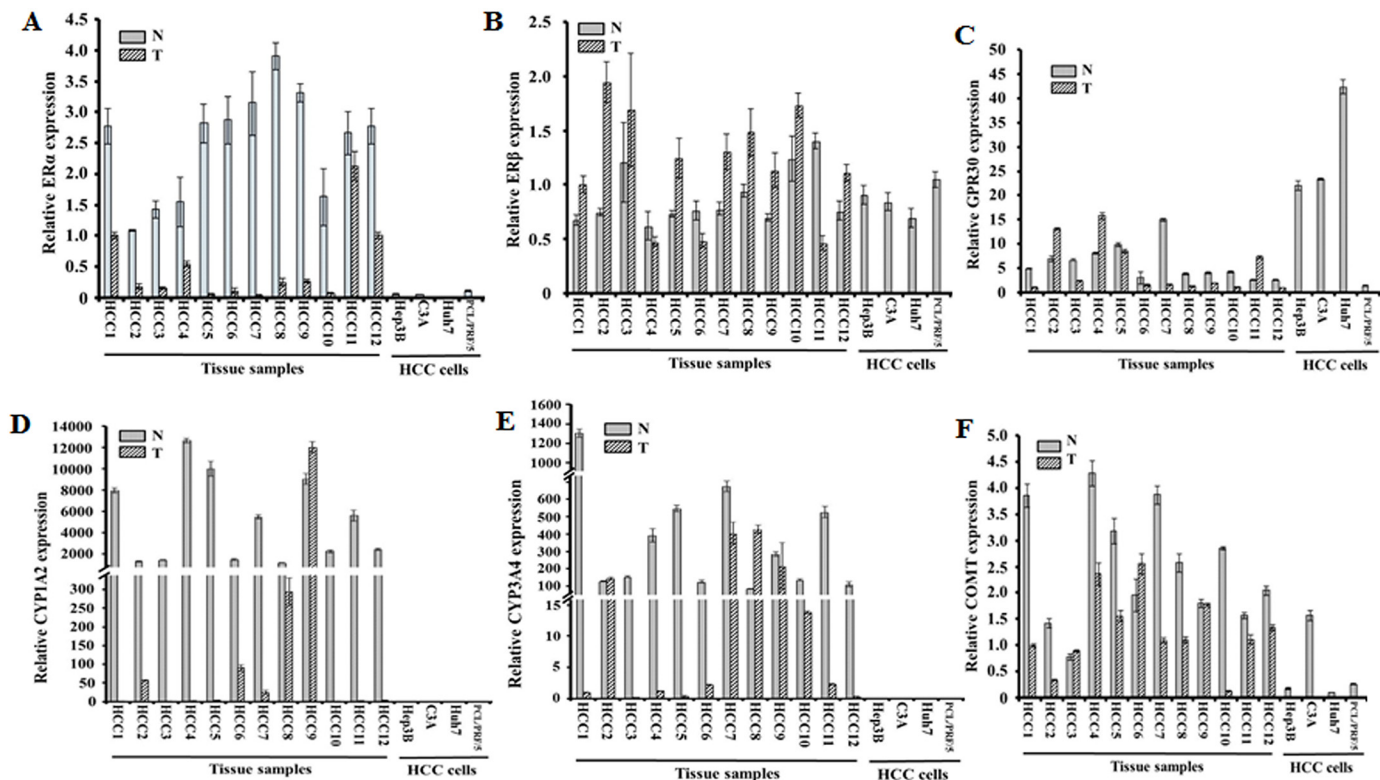 A
Relative ERα expression
4.5
4.0
3.5
3.0
2.5
2.0
1.5
1.0
0.5
0.0
N
T
HCC1
HCC2
HCC3
HCC4
HCC5
HCC6
HCC7
HCC8
HCC9
HCC10
HCC11
HCC12
Hep3B
C3A
Huh7
PCL/PRF/5
Tissue samples
HCC cells
B
Relative ERβ expression
2.5
2.0
1.5
1.0
0.5
0.0
N
T
HCC1
HCC2
HCC3
HCC4
HCC5
HCC6
HCC7
HCC8
HCC9
HCC10
HCC11
HCC12
Hep3B
C3A
Huh7
PCL/PRF/5
Tissue samples
HCC cells
C
Relative GPR30 expression
50
45
40
35
30
25
20
15
10
5
0
N
T
HCC1
HCC2
HCC3
HCC4
HCC5
HCC6
HCC7
HCC8
HCC9
HCC10
HCC11
HCC12
Hep3B
C3A
Huh7
PCL/PRF/5
Tissue samples
HCC cells
D
Relative CYP1A2 expression
14000
12000
10000
8000
6000
4000
2000
300
250
200
150
100
50
0
N
T
HCC1
HCC2
HCC3
HCC4
HCC5
HCC6
HCC7
HCC8
HCC9
HCC10
HCC11
HCC12
Hep3B
C3A
Huh7
PCL/PRF/5
Tissue samples
HCC cells
E
Relative CYP3A4 expression
1600
1400
1300
1200
1000
600
500
400
300
200
100
15
10
5
0
N
T
HCC1
HCC2
HCC3
HCC4
HCC5
HCC6
HCC7
HCC8
HCC9
HCC10
HCC11
HCC12
Hep3B
C3A
Huh7
PCL/PRF/5
Tissue samples
HCC cells
F
Relative COMT expression
5.0
4.5
4.0
3.5
3.0
2.5
2.0
1.5
1.0
0.5
0.0
N
T
HCC1
HCC2
HCC3
HCC4
HCC5
HCC6
HCC7
HCC8
HCC9
HCC10
HCC11
HCC12
Hep3B
C3A
Huh7
PCL/PRF/5
Tissue samples
HCC cells